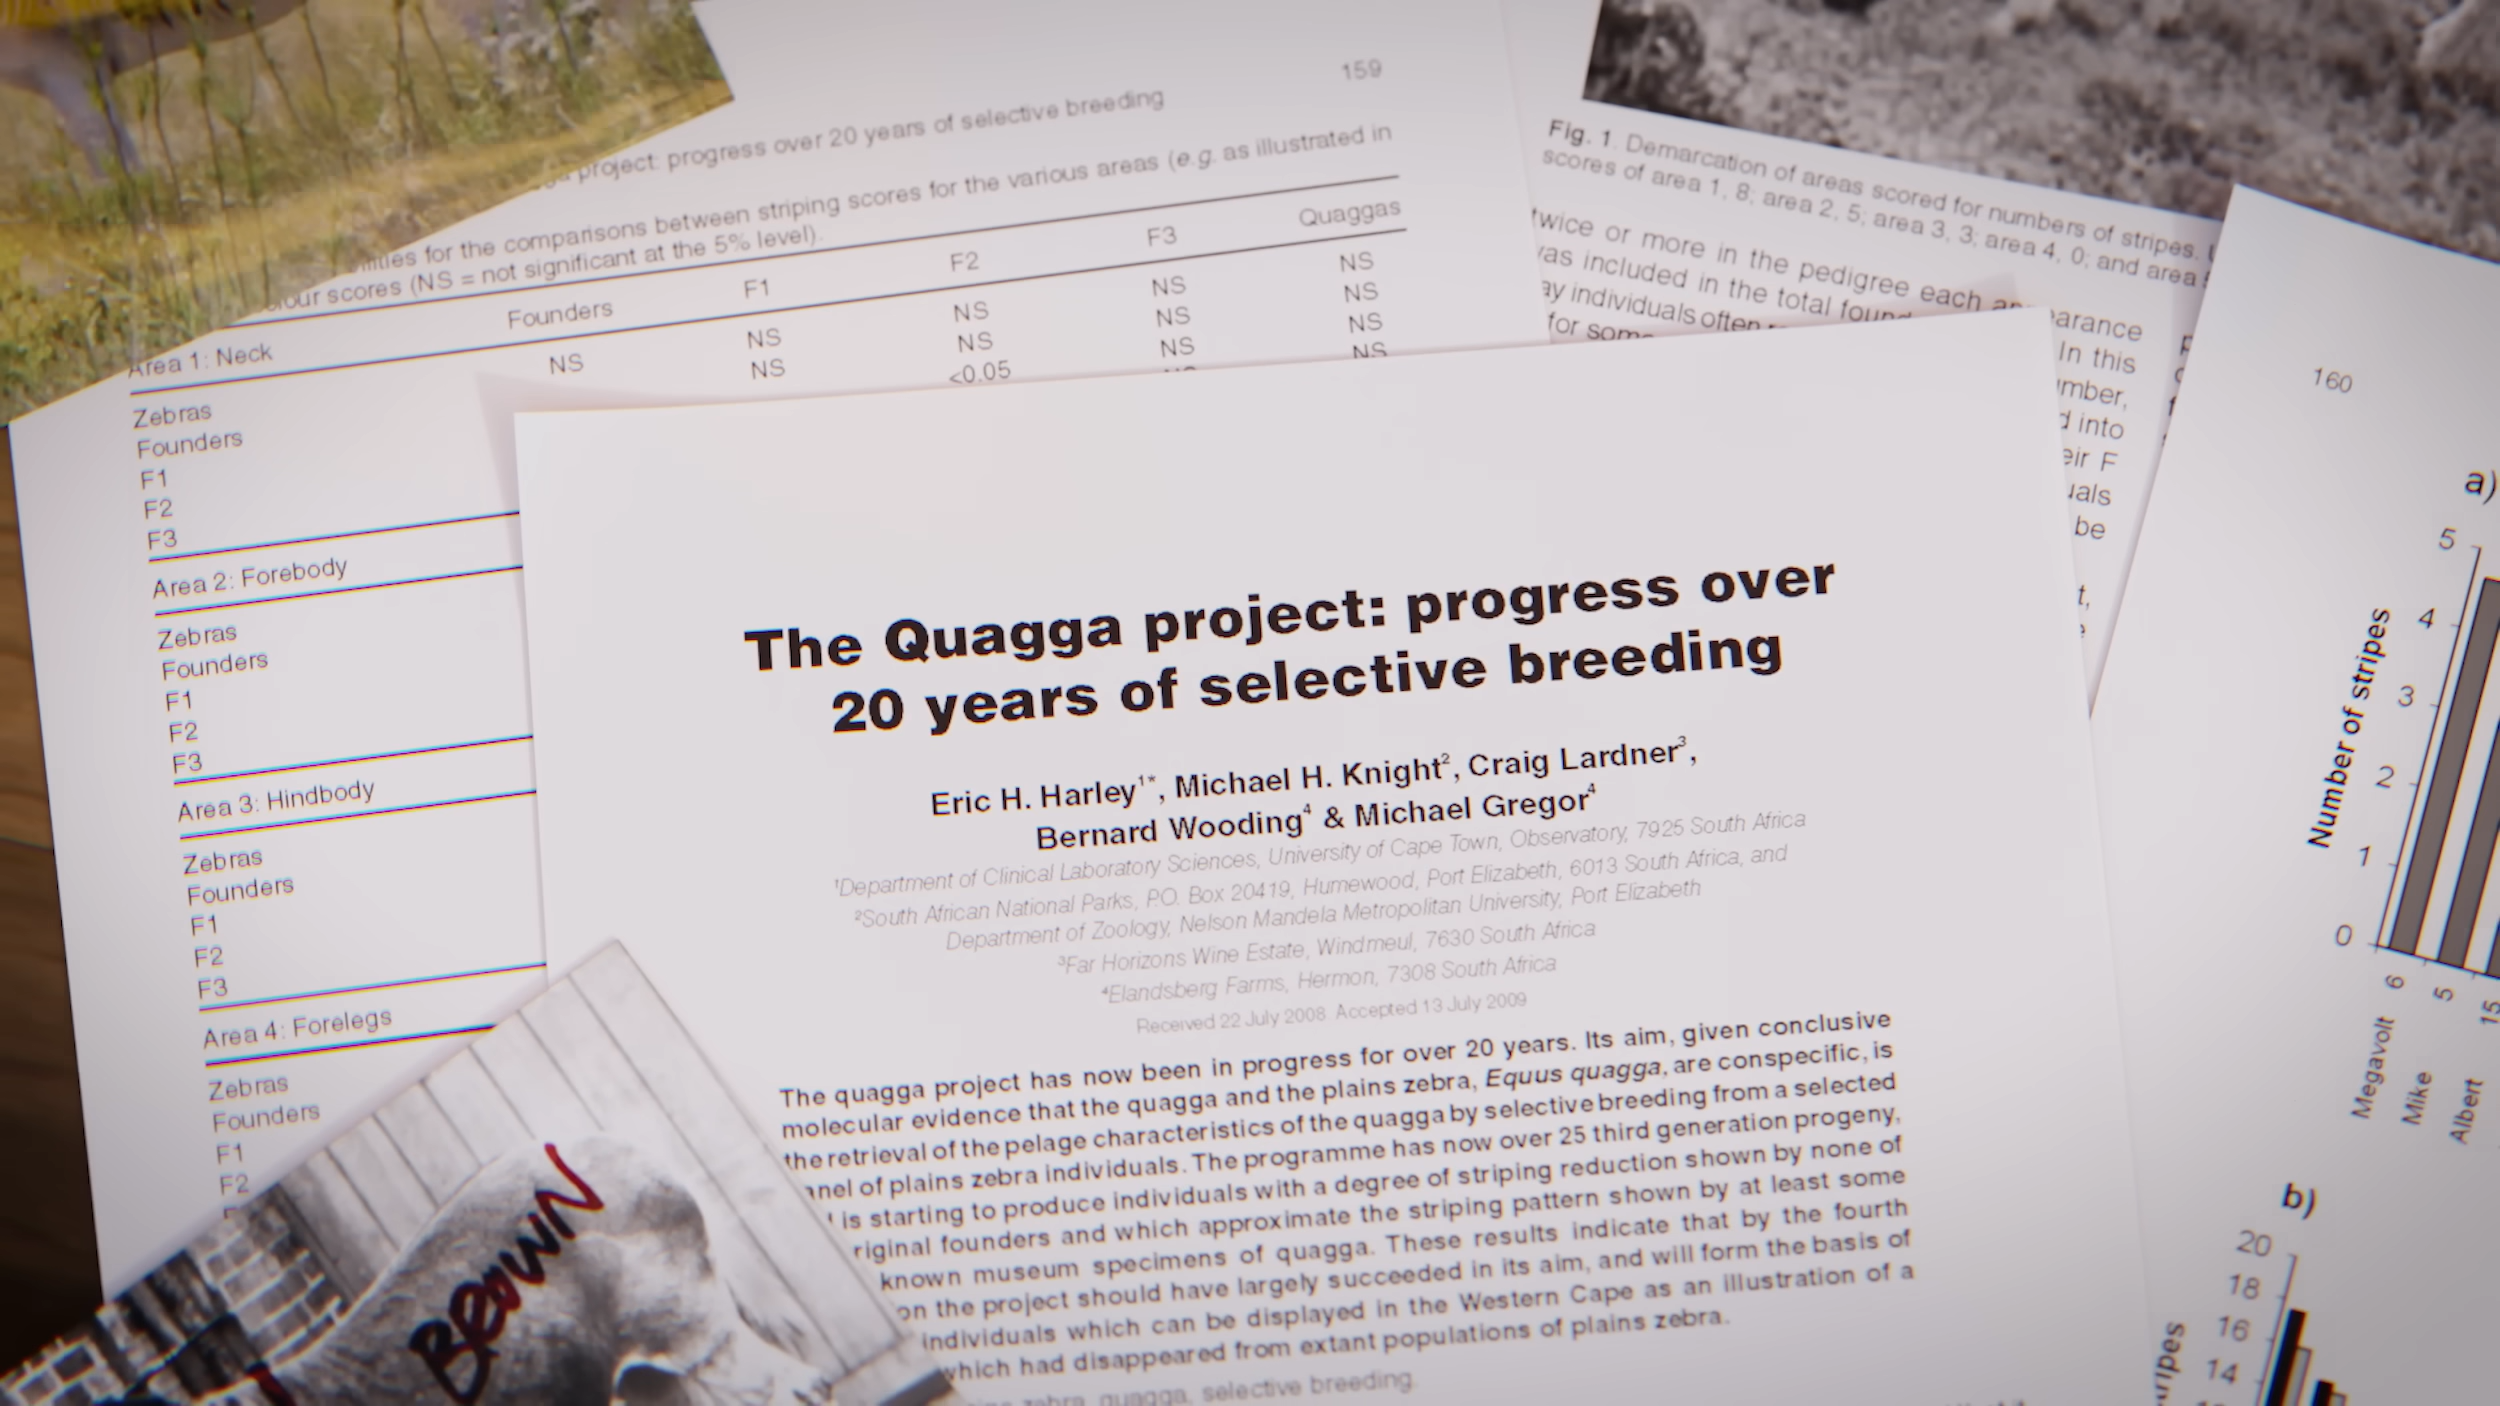 159
project: progress over 20 years of selective breeding
for the comparisons between striping scores for the various areas (e.g. as illustrated in
scores (NS = not significant at the 5% level).
Founders F1 F2 F3 Quaggas
Area 1: Neck
NS NS NS NS NS
NS NS NS NS
<0.05 NS NS
NS
Zebras
Founders
F1
F2
F3
Area 2: Forebody
Zebras
Founders
F1
F2
F3
Area 3: Hindbody
Zebras
Founders
F1
F2
F3
Area 4: Forelegs
Zebras
Founders
F1
F2
Fig. 1. Demarcation of areas scored for numbers of stripes.
scores of area 1, 8; area 2, 5; area 3, 3; area 4, 0; and area
twice or more in the pedigree each appearance
was included in the total
individuals often
for some
In this
into
F
be
The Quagga project: progress over
20 years of selective breeding
Eric H. Harley1*, Michael H. Knight2, Craig Lardner3,
Bernard Wooding4 & Michael Gregor4
1Department of Clinical Laboratory Sciences, University of Cape Town, Observatory, 7925 South Africa
2South African National Parks, P.O. Box 20419, Humewood, Port Elizabeth, 6013 South Africa, and
Department of Zoology, Nelson Mandela Metropolitan University, Port Elizabeth
3Far Horizons Wine Estate, Windmeul, 7630 South Africa
4Elandsberg Farms, Hermon, 7308 South Africa
Received 22 July 2008. Accepted 13 July 2009
The quagga project has now been in progress for over 20 years. Its aim, given conclusive
molecular evidence that the quagga and the plains zebra, Equus quagga, are conspecific, is
the retrieval of the pelage characteristics of the quagga by selective breeding from a selected
panel of plains zebra individuals. The programme has now over 25 third generation progeny,
is starting to produce individuals with a degree of striping reduction shown by none of
original founders and which approximate the striping pattern shown by at least some
known museum specimens of quagga. These results indicate that by the fourth
on the project should have largely succeeded in its aim, and will form the basis of
individuals which can be displayed in the Western Cape as an illustration of a
which had disappeared from extant populations of plains zebra.
zebra, quagga, selective breeding.
BROWN
160
a)
5
4
3
2
1
0
Number of stripes
6 5 15
Megavolt Mike Albert
b)
20
18
16
14